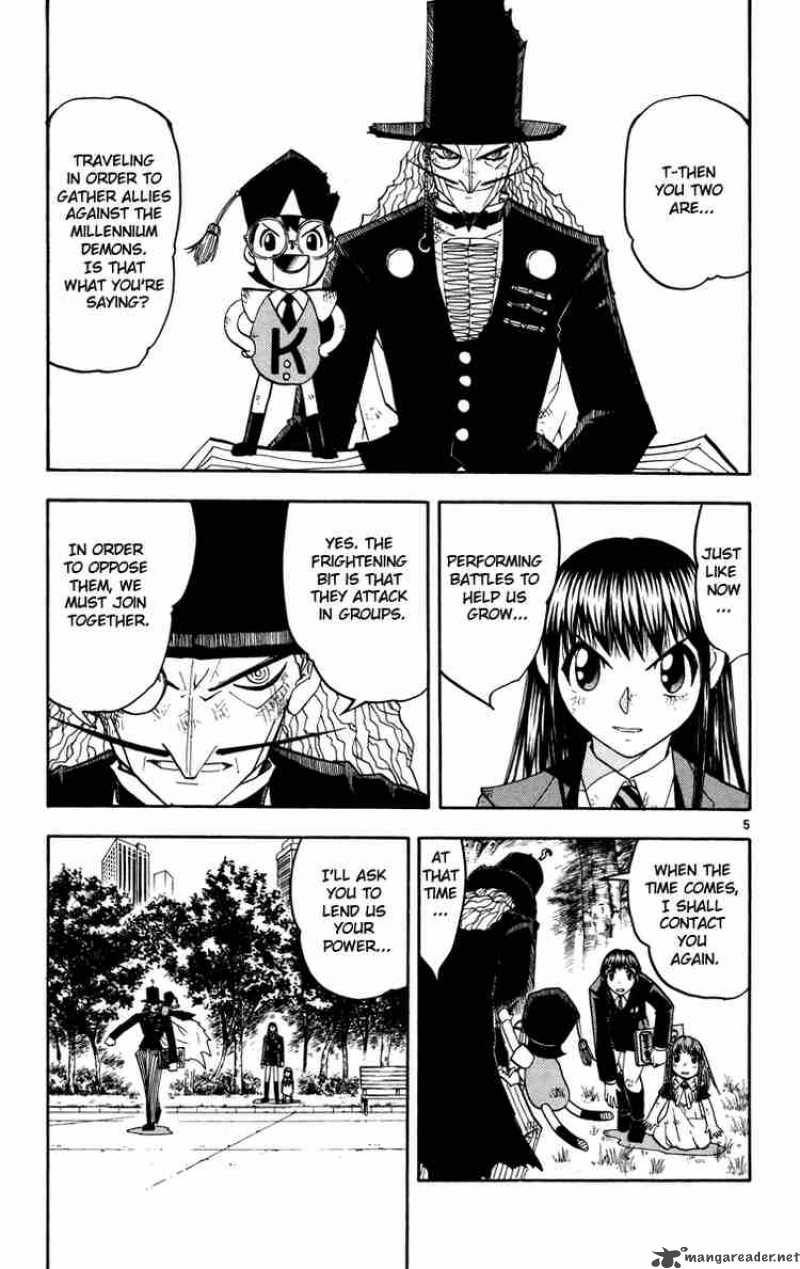 T-THEN
YOU TWO
ARE...
TRAVELING
IN ORDER TO
GATHER ALLIES
AGAINST THE
MILLENNIUM
DEMONS.
IS THAT
WHAT YOU'RE
SAYING?
K
JUST
LIKE
NOW
...
PERFORMING
BATTLES TO
HELP US
GROW...
YES. THE
FRIGHTENING
BIT IS THAT
THEY ATTACK
IN GROUPS.
IN ORDER
TO OPPOSE
THEM, WE
MUST JOIN
TOGETHER.
5
WHEN THE
TIME COMES,
I SHALL
CONTACT
YOU
AGAIN.
AT
THAT
TIME
...
I'LL ASK
YOU TO
LEND US
YOUR
POWER...
mangareader.net